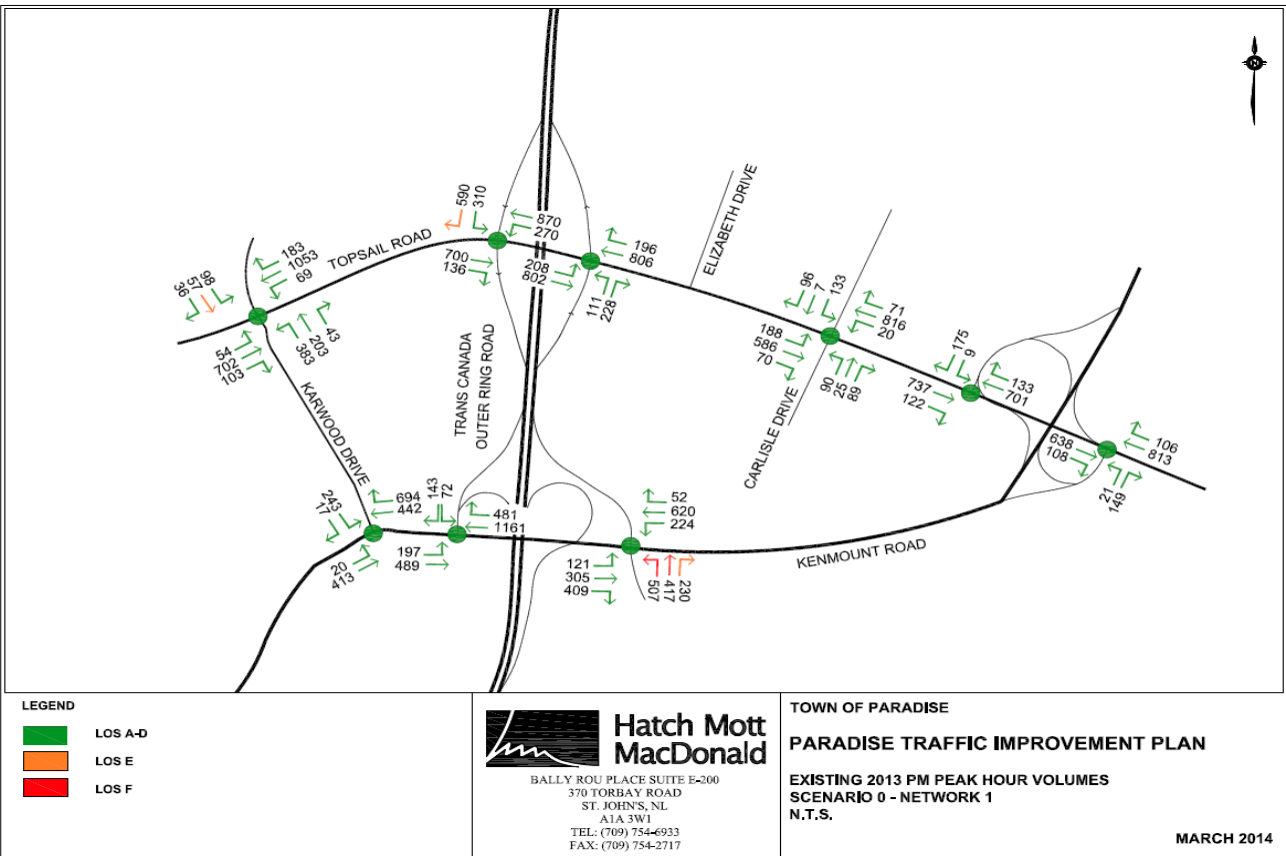 N
590
310
870
270
196
806
ELIZABETH DRIVE
183
1053
69
TOPSAIL ROAD
98
57
36
700
136
208
802
111
228
96
7
133
71
816
20
54
702
103
383
203
43
188
586
70
90
25
89
175
9
133
701
737
122
TRANS CANADA
OUTER RING ROAD
KARWOOD DRIVE
CARLISLE DRIVE
638
108
106
813
21
149
243
17
694
442
143
72
481
1161
52
620
224
20
413
197
489
121
305
409
507
417
230
KENMOUNT ROAD
LEGEND
LOS A-D
LOS E
LOS F
Hatch Mott
MacDonald
BALLY ROU PLACE SUITE E-200
370 TORBAY ROAD
ST. JOHN'S, NL
A1A 3W1
TEL: (709) 754-6933
FAX: (709) 754-2717
TOWN OF PARADISE
PARADISE TRAFFIC IMPROVEMENT PLAN
EXISTING 2013 PM PEAK HOUR VOLUMES
SCENARIO 0 - NETWORK 1
N.T.S.
MARCH 2014